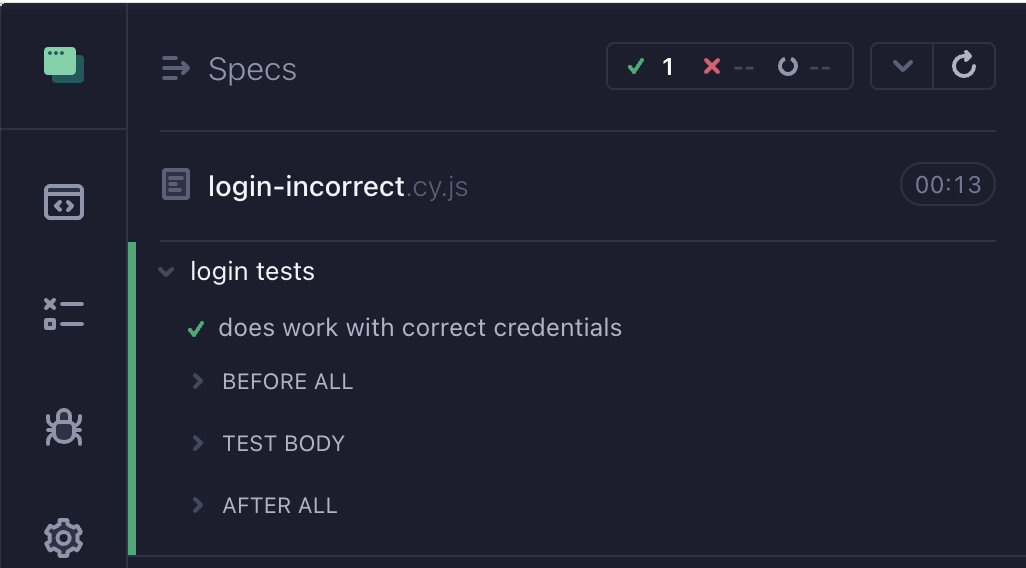 Specs
1 -- --
login-incorrect.cy.js
00:13
login tests
does work with correct credentials
BEFORE ALL
TEST BODY
AFTER ALL